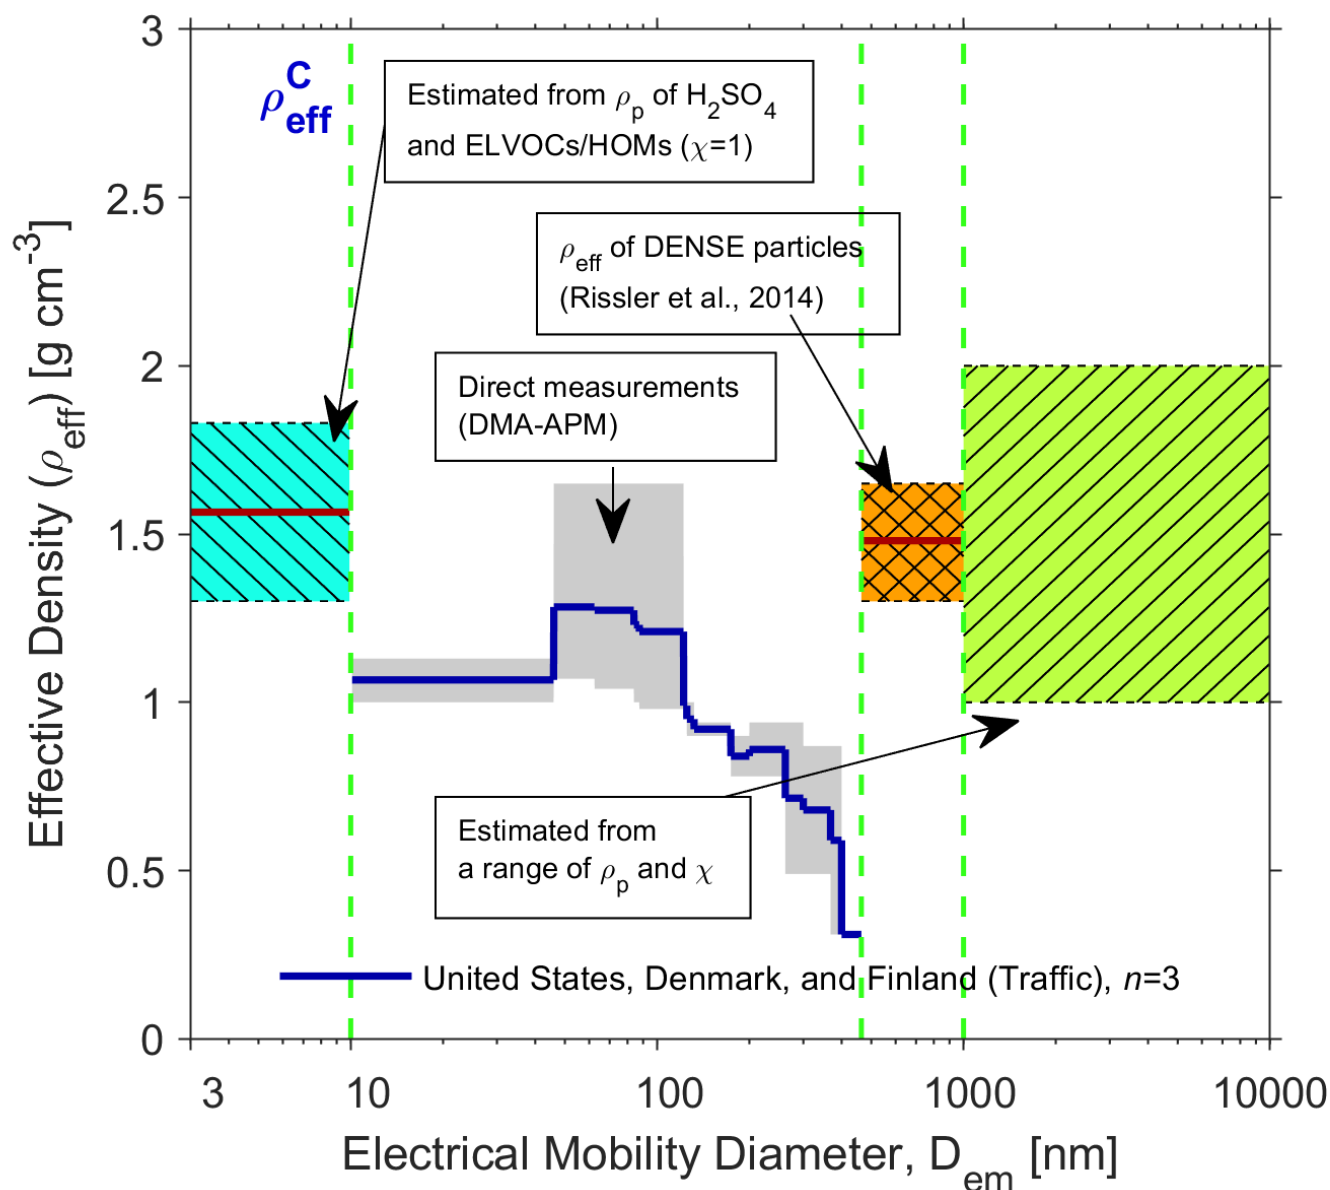 3
2.5
2
1.5
1
0.5
0
Effective Density (ρeff) [g cm-3]
ρCeff
Estimated from ρp of H2SO4
and ELVOCs/HOMs (χ=1)
ρeff of DENSE particles
(Rissler et al., 2014)
Direct measurements
(DMA-APM)
Estimated from
a range of ρp and χ
United States, Denmark, and Finland (Traffic), n=3
3 10 100 1000 10000
Electrical Mobility Diameter, Dem [nm]